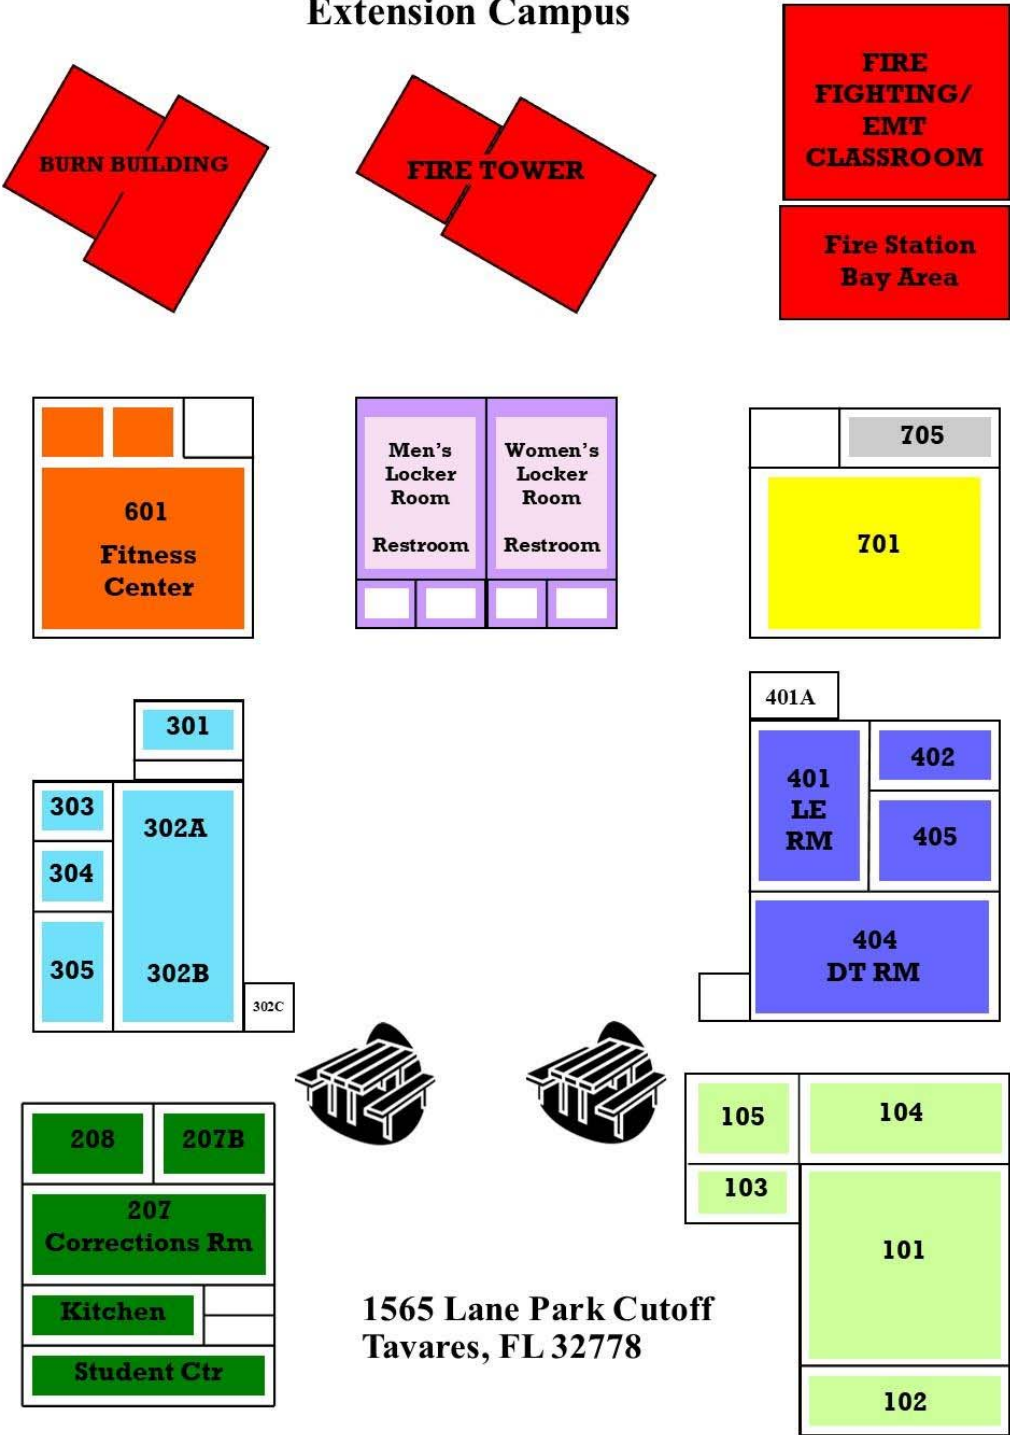 Extension Campus
BURN BUILDING
FIRE TOWER
FIRE
FIGHTING/
EMT
CLASSROOM
Fire Station
Bay Area
601
Fitness
Center
Men's
Locker
Room
Restroom
Women's
Locker
Room
Restroom
705
701
301
303
302A
304
305
302B
302C
401A
401
LE
RM
402
405
404
DT RM
208
207B
207
Corrections Rm
Kitchen
Student Ctr
105
104
103
101
102
1565 Lane Park Cutoff
Tavares, FL 32778